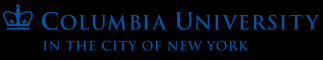 COLUMBIA UNIVERSITY
IN THE CITY OF NEW YORK